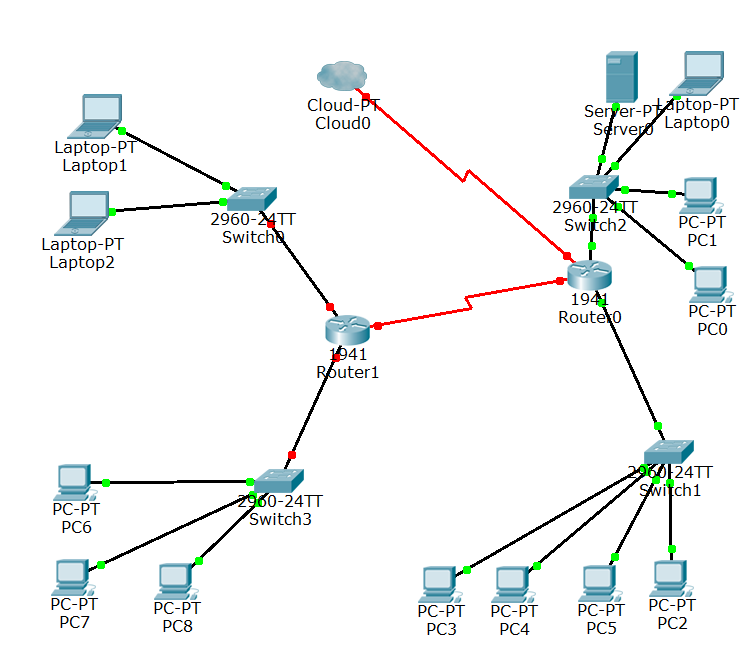 Cloud-PT
Cloud0
Server-PT
Server0
Laptop-PT
Laptop0
Laptop-PT
Laptop1
2960-24TT
Switch0
2960-24TT
Switch2
PC-PT
PC1
Laptop-PT
Laptop2
1941
Router0
PC-PT
PC0
1941
Router1
2960-24TT
Switch3
2960-24TT
Switch1
PC-PT
PC6
PC-PT
PC7
PC-PT
PC8
PC-PT
PC3
PC-PT
PC4
PC-PT
PC5
PC-PT
PC2